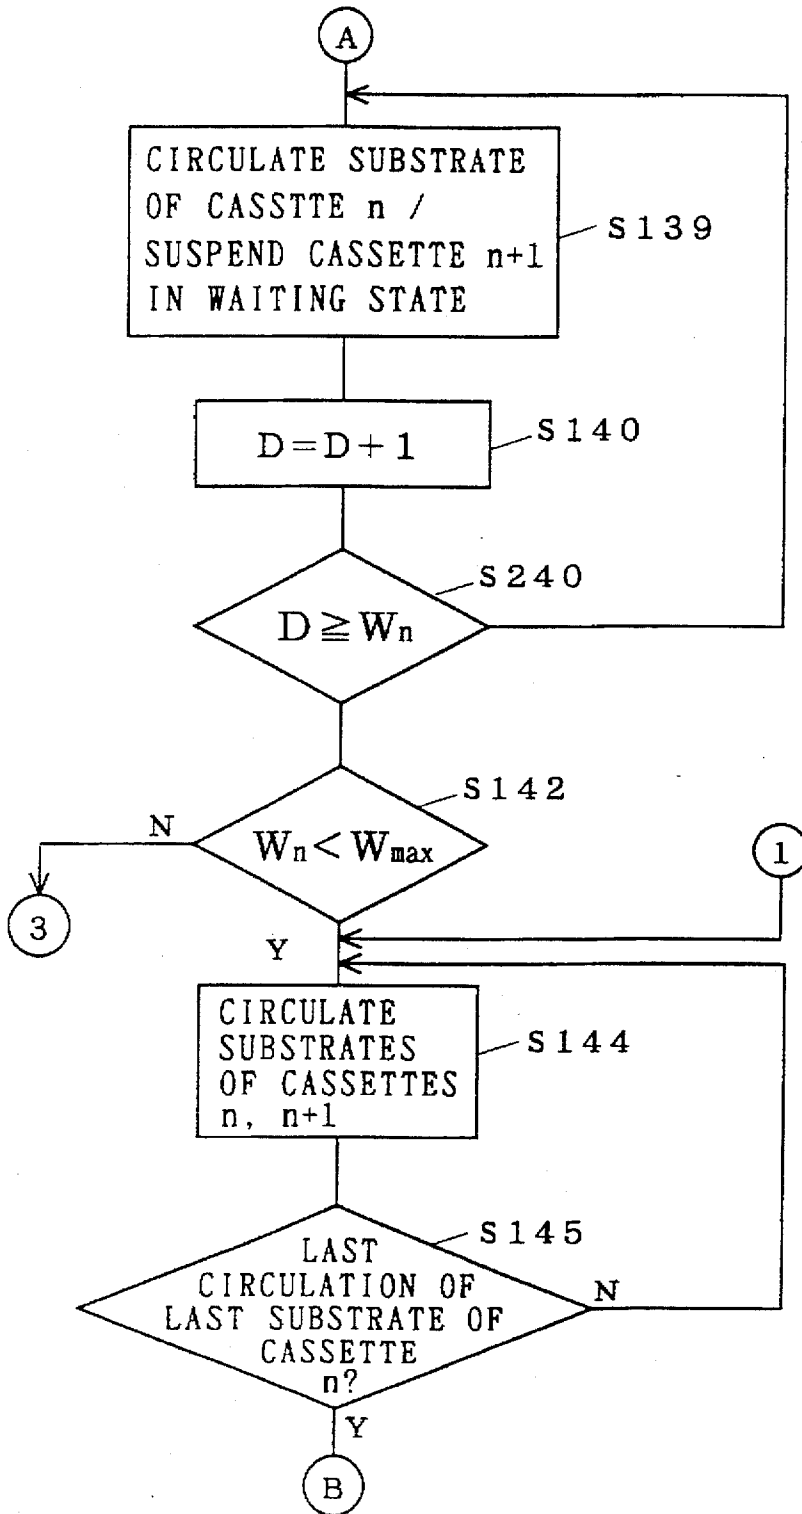 A
CIRCULATE SUBSTRATE
OF CASSTTE n /
SUSPEND CASSETTE n+1
IN WAITING STATE
S139
D=D+1
S140
S240
D ≧ Wn
S142
N
Wn < Wmax
1
3
Y
CIRCULATE
SUBSTRATES
OF CASSETTES
n, n+1
S144
S145
LAST
CIRCULATION OF
LAST SUBSTRATE OF
CASSETTE
n?
N
Y
B